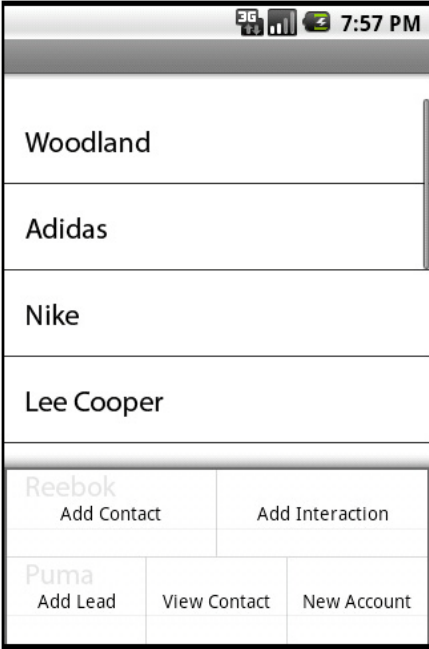 3G 7:57 PM
Woodland
Adidas
Nike
Lee Cooper
Reebok
Add Contact Add Interaction
Puma
Add Lead View Contact New Account